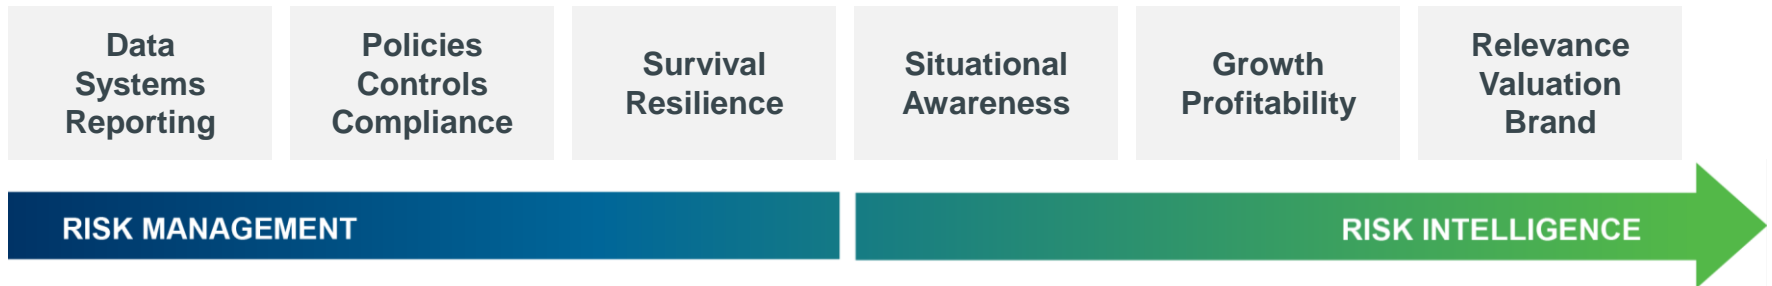 Data
Systems
Reporting
Policies
Controls
Compliance
Survival
Resilience
Situational
Awareness
Growth
Profitability
Relevance
Valuation
Brand
RISK MANAGEMENT
RISK INTELLIGENCE